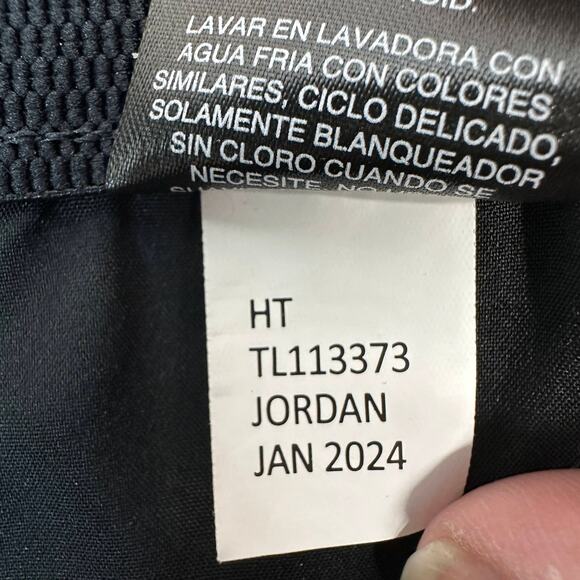 LAVAR EN LAVADORA CON
AGUA FRIA CON COLORES
SIMILARES, CICLO DELICADO,
SOLAMENTE BLANQUEADOR
SIN CLORO CUANDO SE
NECESITE,
HT
TL113373
JORDAN
JAN 2024